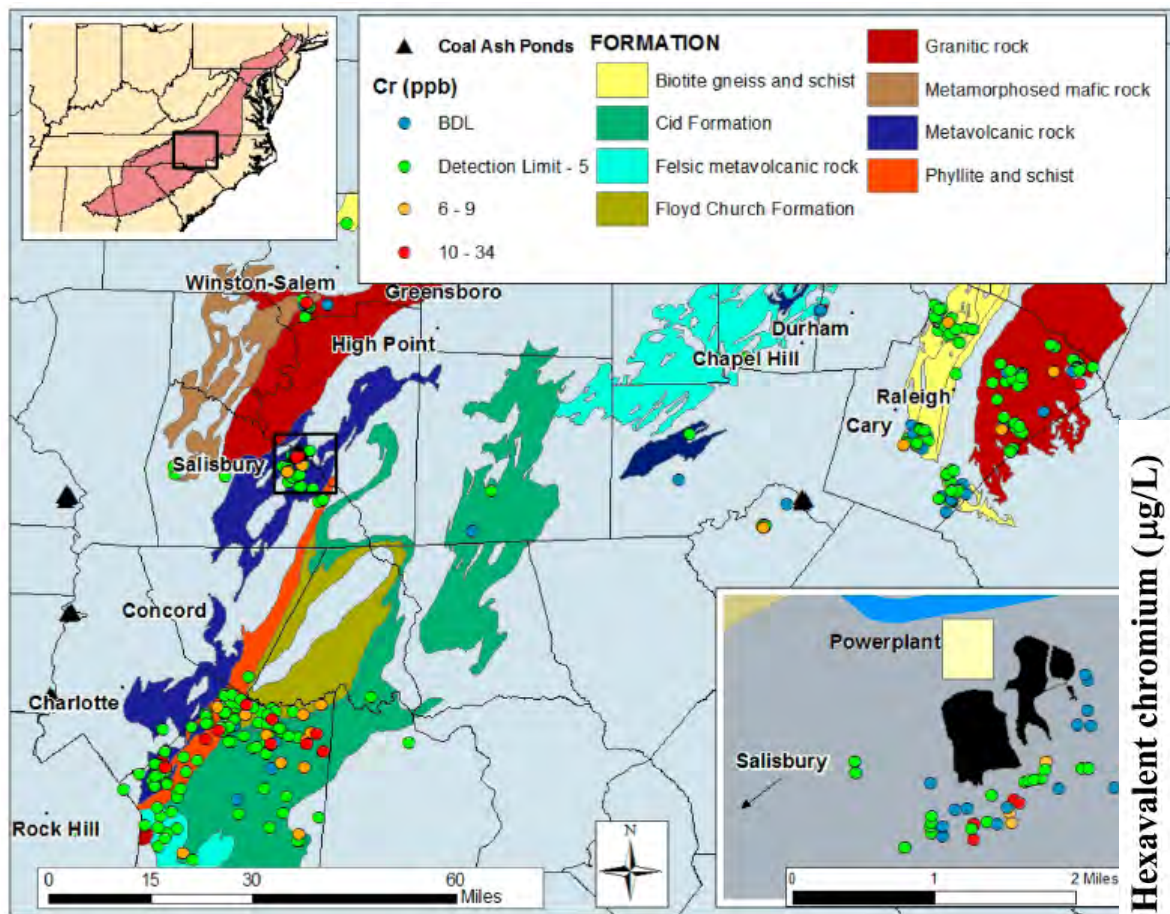 Coal Ash Ponds
Cr (ppb)
BDL
Detection Limit - 5
6 - 9
10 - 34
FORMATION
Biotite gneiss and schist
Cid Formation
Felsic metavolcanic rock
Floyd Church Formation
Granitic rock
Metamorphosed mafic rock
Metavolcanic rock
Phyllite and schist
Winston-Salem
Greensboro
High Point
Durham
Chapel Hill
Raleigh
Cary
Salisbury
Concord
Charlotte
Rock Hill
0 15 30 60
Miles
N
Powerplant
Salisbury
0 1 2 Miles
Hexavalent chromium (µg/L)